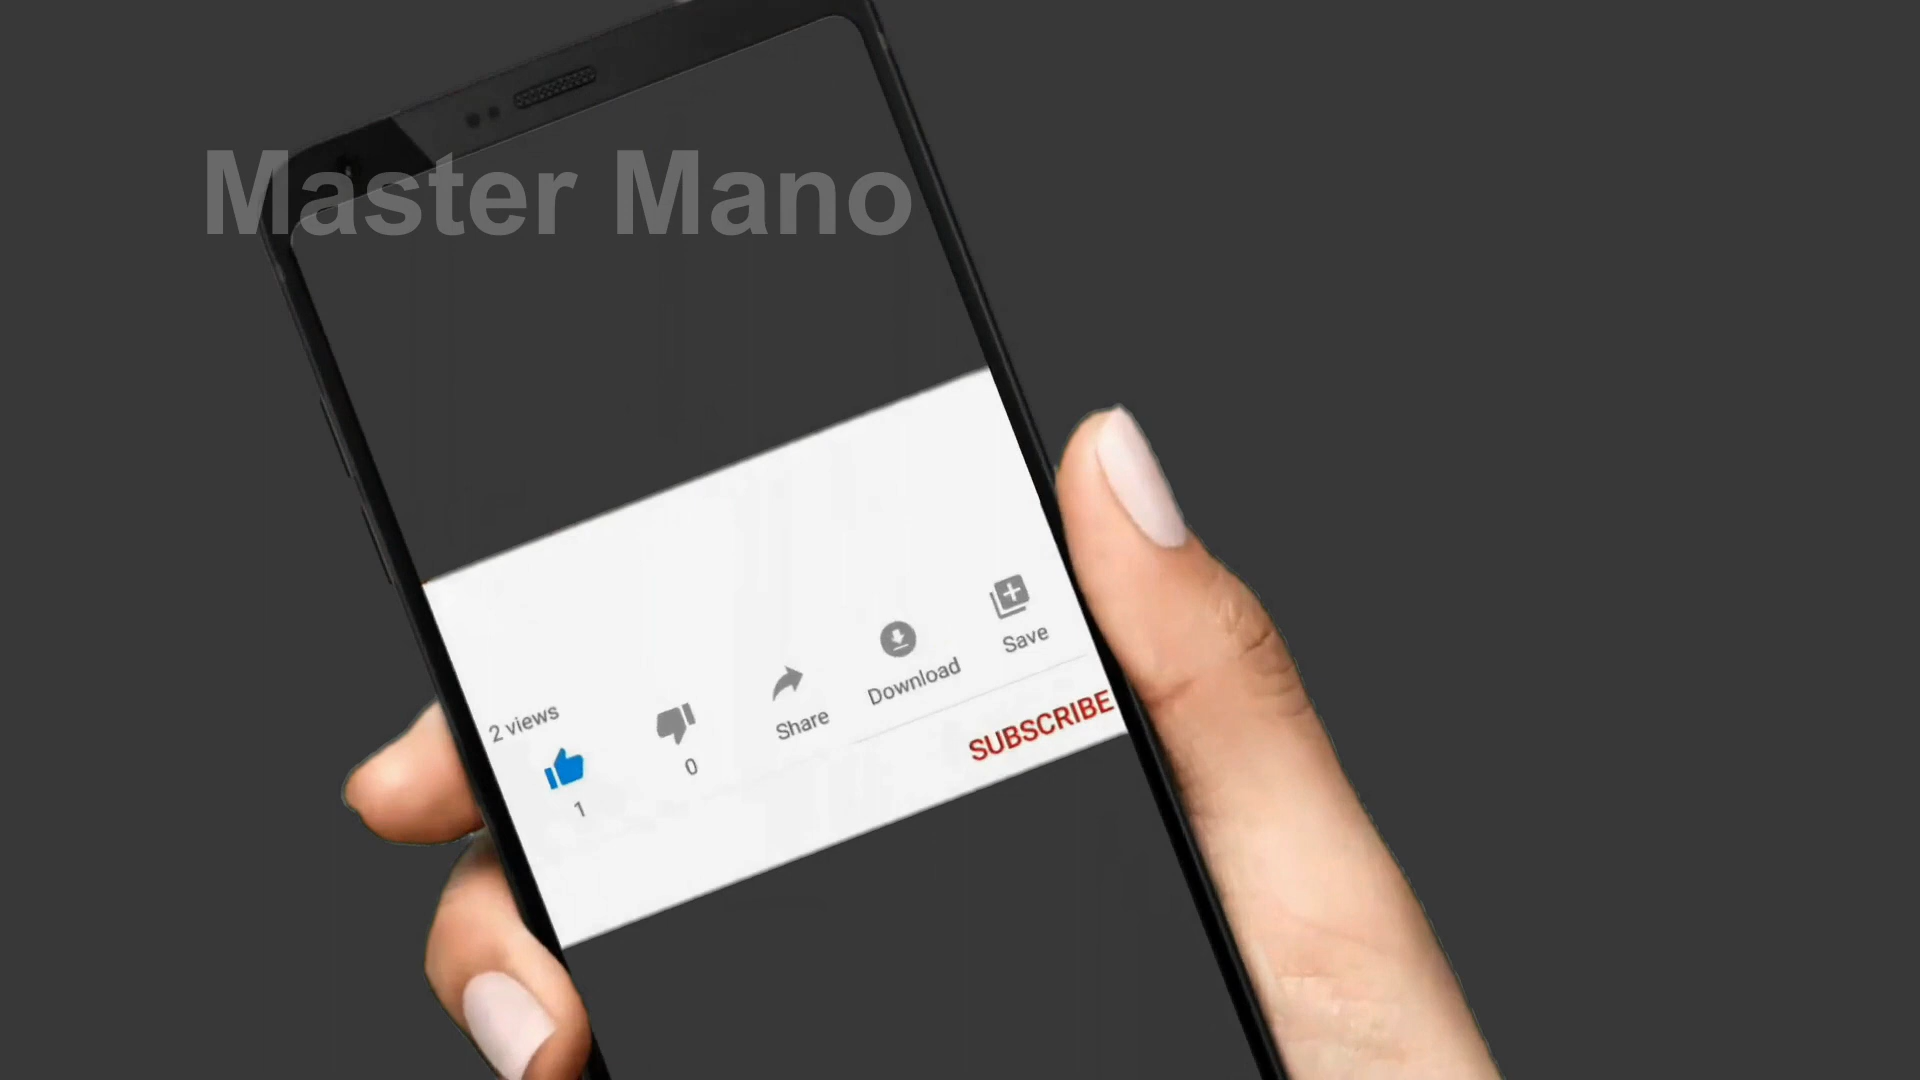 Master Mano
2 views
1
0
Share
Download
Save
SUBSCRIBE